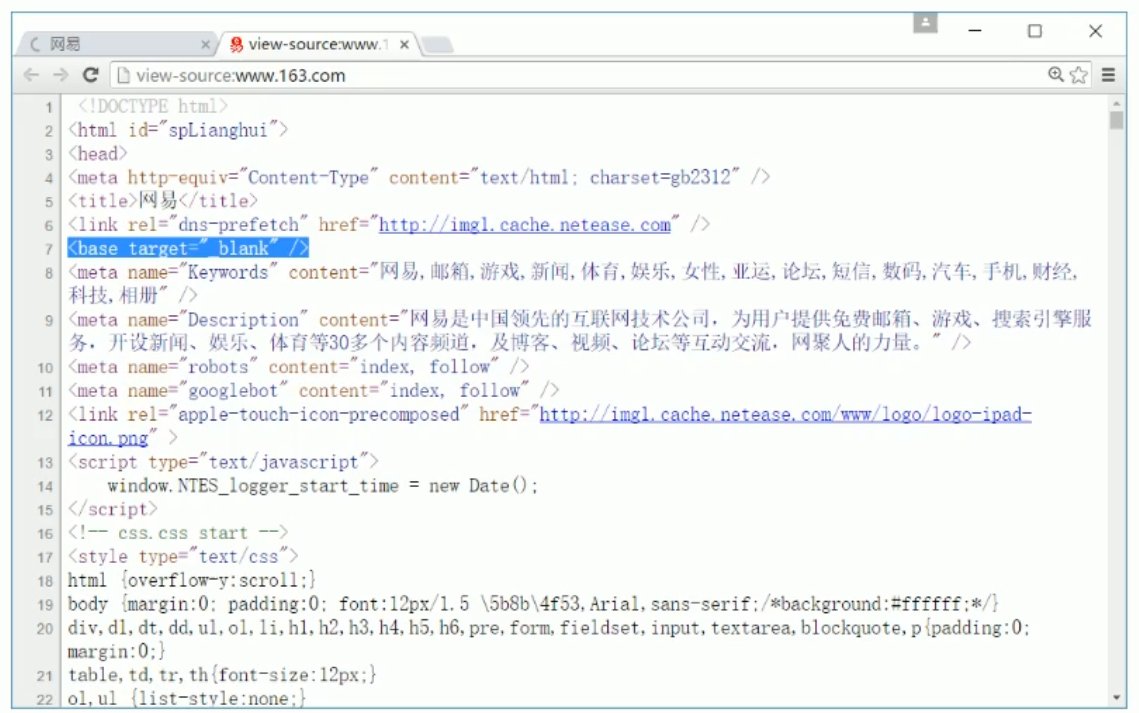 网易
view-source:www.1
view-source:www.163.com
1 <!DOCTYPE html>
2 <html id="spLianghui">
3 <head>
4 <meta http-equiv="Content-Type" content="text/html; charset=gb2312" />
5 <title>网易</title>
6 <link rel="dns-prefetch" href="http://img1.cache.netease.com" />
7 <base target="_blank" />
8 <meta name="Keywords" content="网易,邮箱,游戏,新闻,体育,娱乐,女性,亚运,论坛,短信,数码,汽车,手机,财经,
科技,相册" />
9 <meta name="Description" content="网易是中国领先的互联网技术公司，为用户提供免费邮箱、游戏、搜索引擎服
务，开设新闻、娱乐、体育等30多个内容频道，及博客、视频、论坛等互动交流，网聚人的力量。" />
10 <meta name="robots" content="index, follow" />
11 <meta name="googlebot" content="index, follow" />
12 <link rel="apple-touch-icon-precomposed" href="http://img1.cache.netease.com/www/logo/logo-ipad-
icon.png" >
13 <script type="text/javascript">
14 window.NTES_logger_start_time = new Date();
15 </script>
16 <!-- css.css start -->
17 <style type="text/css">
18 html {overflow-y:scroll;}
19 body {margin:0; padding:0; font:12px/1.5 \5b8b\4f53,Arial,sans-serif;/*background:#ffffff;*/}
20 div,dl,dt,dd,ul,ol,li,h1,h2,h3,h4,h5,h6,pre,form,fieldset,input,textarea,blockquote,p{padding:0;
margin:0;}
21 table,td,tr,th{font-size:12px;}
22 ol,ul {list-style:none;}